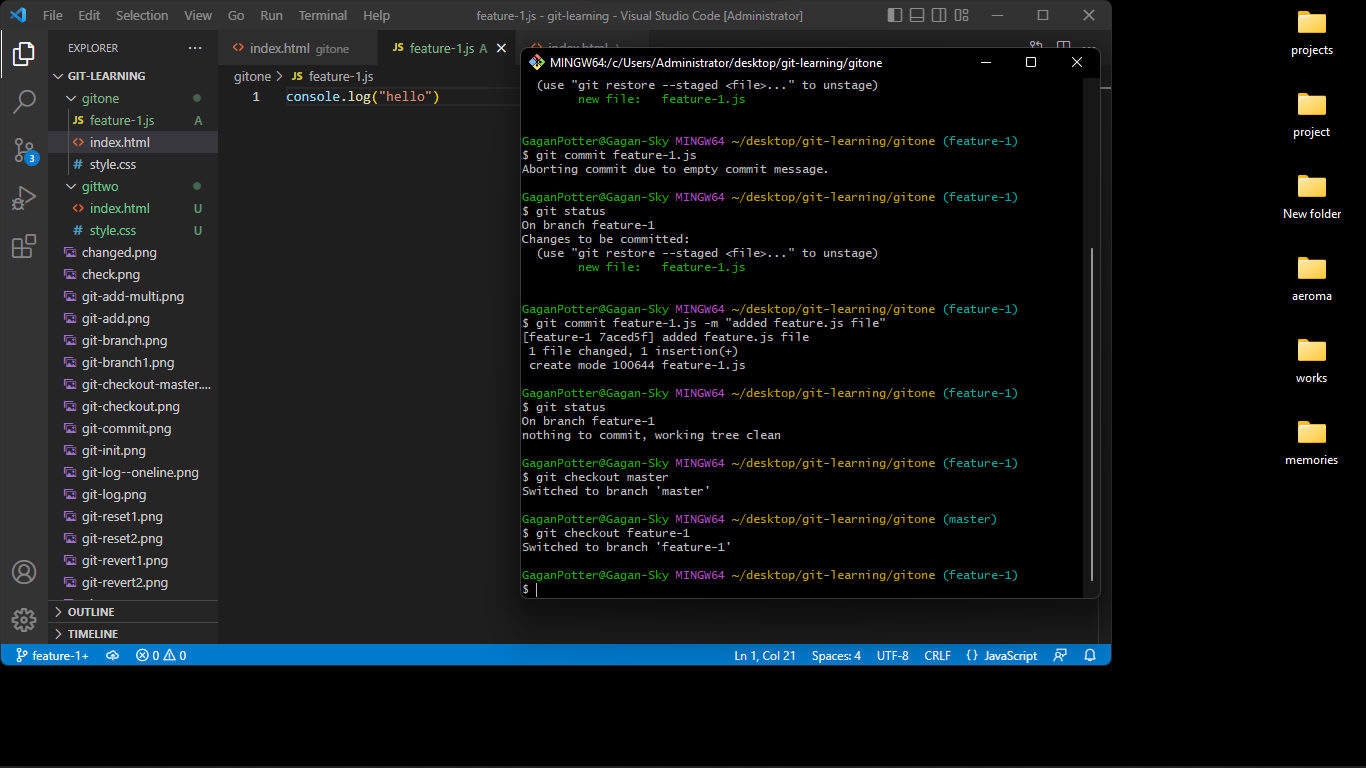 File Edit Selection View Go Run Terminal Help
feature-1.js - git-learning - Visual Studio Code [Administrator]
EXPLORER
GIT-LEARNING
gitone
JS feature-1.js A
<> index.html
# style.css
gittwo
<> index.html U
# style.css U
changed.png
check.png
git-add-multi.png
git-add.png
git-branch.png
git-branch1.png
git-checkout-master....
git-checkout.png
git-commit.png
git-init.png
git-log--oneline.png
git-log.png
git-reset1.png
git-reset2.png
git-revert1.png
git-revert2.png
OUTLINE
TIMELINE
3
<> index.html gitone
JS feature-1.js A
<> index.html
gitone > JS feature-1.js
1 console.log("hello")
MINGW64:/c/Users/Administrator/desktop/git-learning/gitone
(use "git restore --staged <file>..." to unstage)
new file: feature-1.js
GaganPotter@Gagan-Sky MINGW64 ~/desktop/git-learning/gitone (feature-1)
$ git commit feature-1.js
Aborting commit due to empty commit message.
GaganPotter@Gagan-Sky MINGW64 ~/desktop/git-learning/gitone (feature-1)
$ git status
On branch feature-1
Changes to be committed:
(use "git restore --staged <file>..." to unstage)
new file: feature-1.js
GaganPotter@Gagan-Sky MINGW64 ~/desktop/git-learning/gitone (feature-1)
$ git commit feature-1.js -m "added feature.js file"
[feature-1 7aced5f] added feature.js file
1 file changed, 1 insertion(+)
create mode 100644 feature-1.js
GaganPotter@Gagan-Sky MINGW64 ~/desktop/git-learning/gitone (feature-1)
$ git status
On branch feature-1
nothing to commit, working tree clean
GaganPotter@Gagan-Sky MINGW64 ~/desktop/git-learning/gitone (feature-1)
$ git checkout master
Switched to branch 'master'
GaganPotter@Gagan-Sky MINGW64 ~/desktop/git-learning/gitone (master)
$ git checkout feature-1
Switched to branch 'feature-1'
GaganPotter@Gagan-Sky MINGW64 ~/desktop/git-learning/gitone (feature-1)
$
feature-1+ 0 0
Ln 1, Col 21 Spaces: 4 UTF-8 CRLF {} JavaScript
projects
project
New folder
aeroma
works
memories